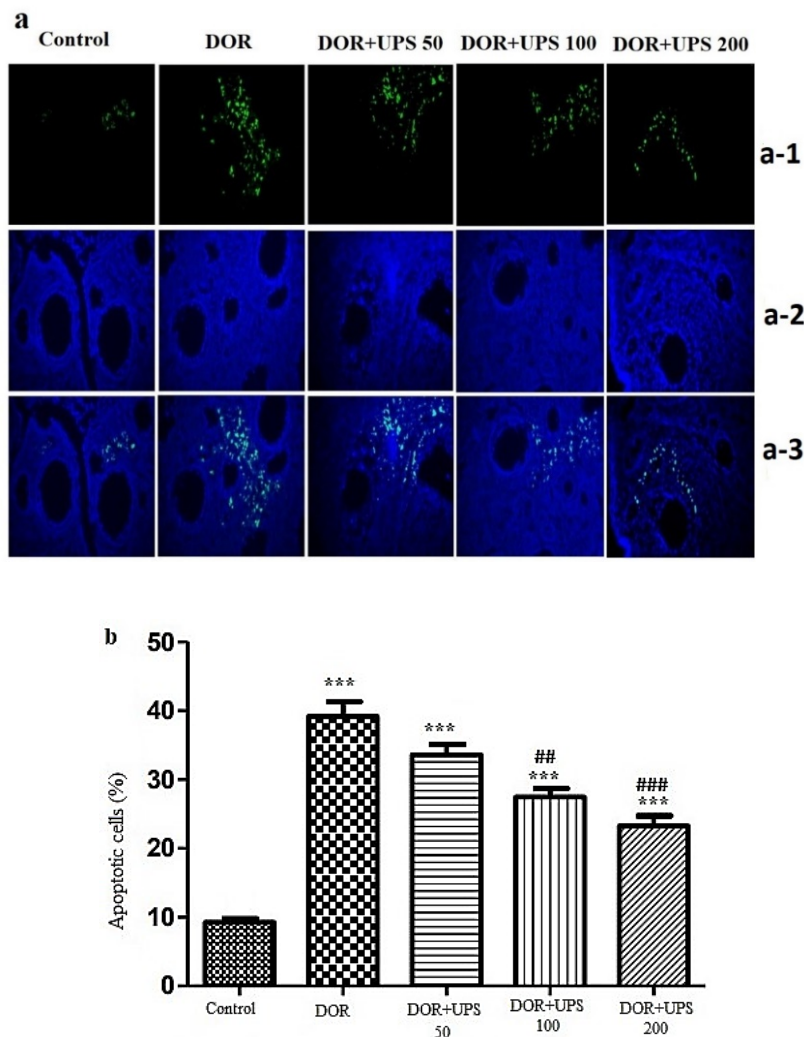 a
Control DOR DOR+UPS 50 DOR+UPS 100 DOR+UPS 200
a-1
a-2
a-3
b
50
40
30
20
10
0
Apoptotic cells (%)
***
***
##
***
###
***
Control DOR DOR+UPS 50 DOR+UPS 100 DOR+UPS 200